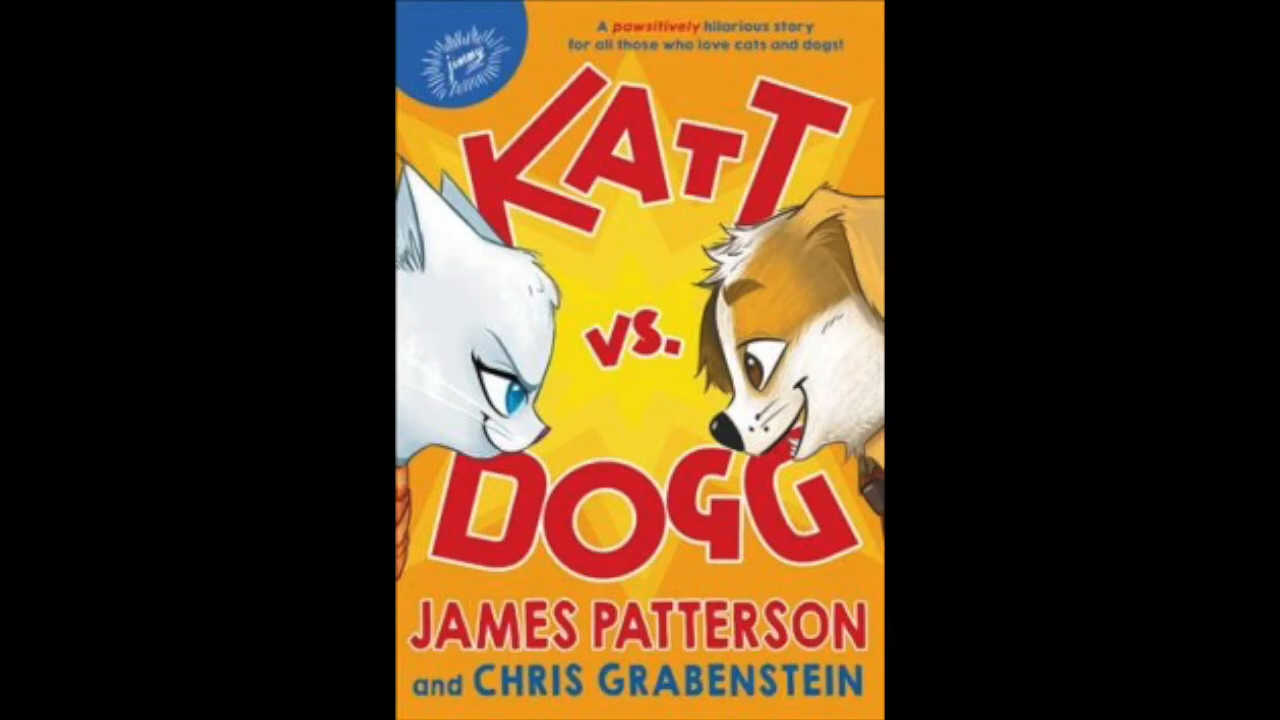 A pawsitively hilarious story
for all those who love cats and dogs!
jimmy
KATT
vs.
DOGG
JAMES PATTERSON
and CHRIS GRABENSTEIN